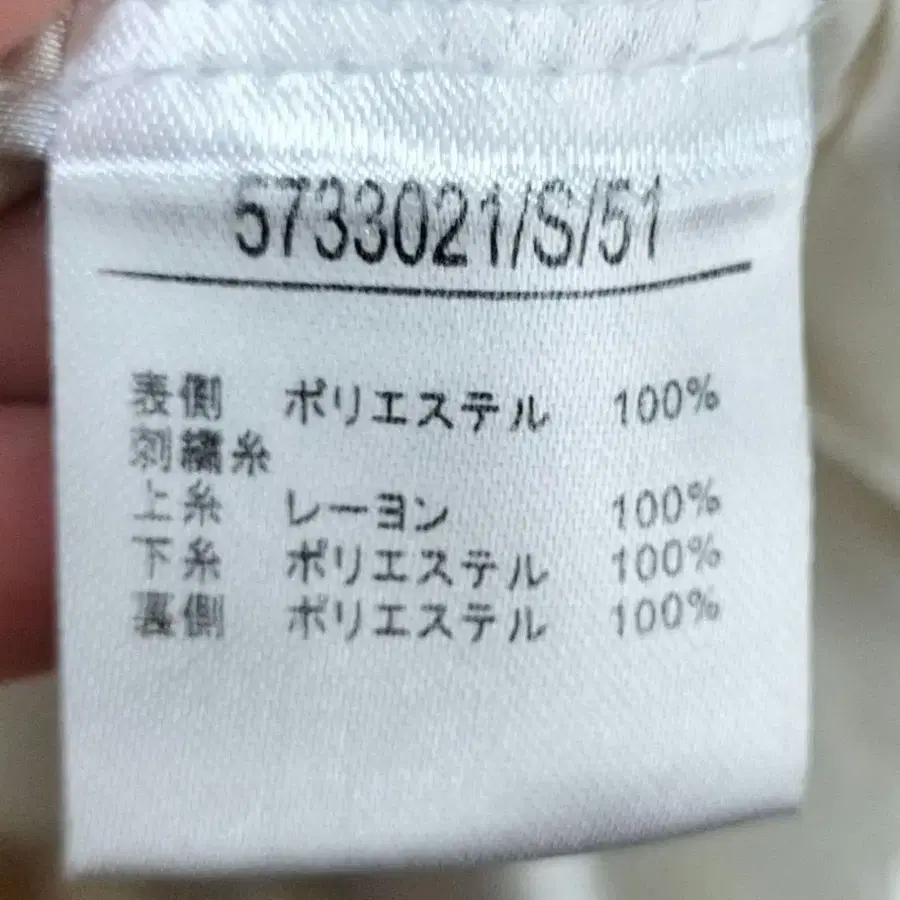 5733021/S/51
表側 ポリエステル 100%
刺繍糸
上糸 レーヨン 100%
下糸 ポリエステル 100%
裏側 ポリエステル 100%